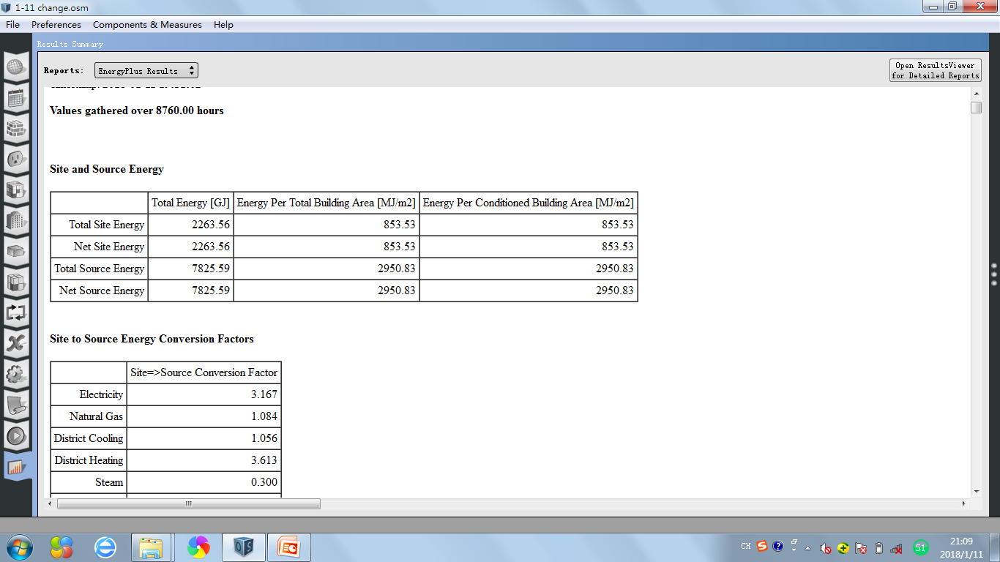 1-11 change.osm
File Preferences Components & Measures Help
Results Summary
Reports: EnergyPlus Results
Open ResultsViewer
for Detailed Reports
Values gathered over 8760.00 hours
Site and Source Energy
Total Energy [GJ] Energy Per Total Building Area [MJ/m2] Energy Per Conditioned Building Area [MJ/m2]
Total Site Energy 2263.56 853.53 853.53
Net Site Energy 2263.56 853.53 853.53
Total Source Energy 7825.59 2950.83 2950.83
Net Source Energy 7825.59 2950.83 2950.83
Site to Source Energy Conversion Factors
Site=>Source Conversion Factor
Electricity 3.167
Natural Gas 1.084
District Cooling 1.056
District Heating 3.613
Steam 0.300
CH
51
21:09
2018/1/11